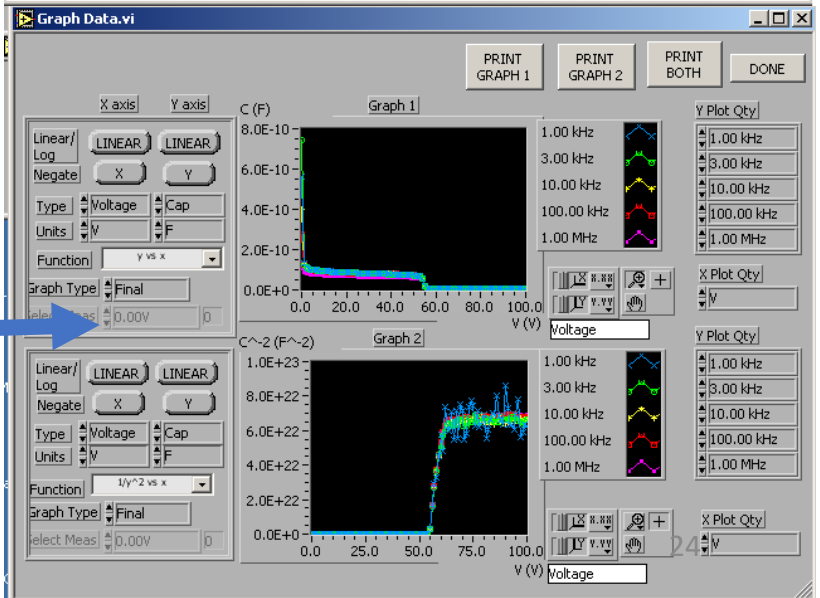 Graph Data.vi
PRINT GRAPH 1
PRINT GRAPH 2
PRINT BOTH
DONE
X axis Y axis
Linear/ Log LINEAR LINEAR
Negate X Y
Type Voltage Cap
Units V F
Function y vs x
Graph Type Final
Select Meas 0.00V 0
C (F) Graph 1
8.0E-10
6.0E-10
4.0E-10
2.0E-10
0.0E+0
0.0 20.0 40.0 60.0 80.0 100.0
V (V)
1.00 kHz
3.00 kHz
10.00 kHz
100.00 kHz
1.00 MHz
X X.XX
Y Y.YY
Voltage
Y Plot Qty
1.00 kHz
3.00 kHz
10.00 kHz
100.00 kHz
1.00 MHz
X Plot Qty
V
Linear/ Log LINEAR LINEAR
Negate X Y
Type Voltage Cap
Units V F
Function 1/y^2 vs x
Graph Type Final
Select Meas 0.00V 0
C^-2 (F^-2) Graph 2
1.0E+23
8.0E+22
6.0E+22
4.0E+22
2.0E+22
0.0E+0
0.0 25.0 50.0 75.0 100.0
V (V)
1.00 kHz
3.00 kHz
10.00 kHz
100.00 kHz
1.00 MHz
X X.XX
Y Y.YY
Voltage
Y Plot Qty
1.00 kHz
3.00 kHz
10.00 kHz
100.00 kHz
1.00 MHz
X Plot Qty
24 V